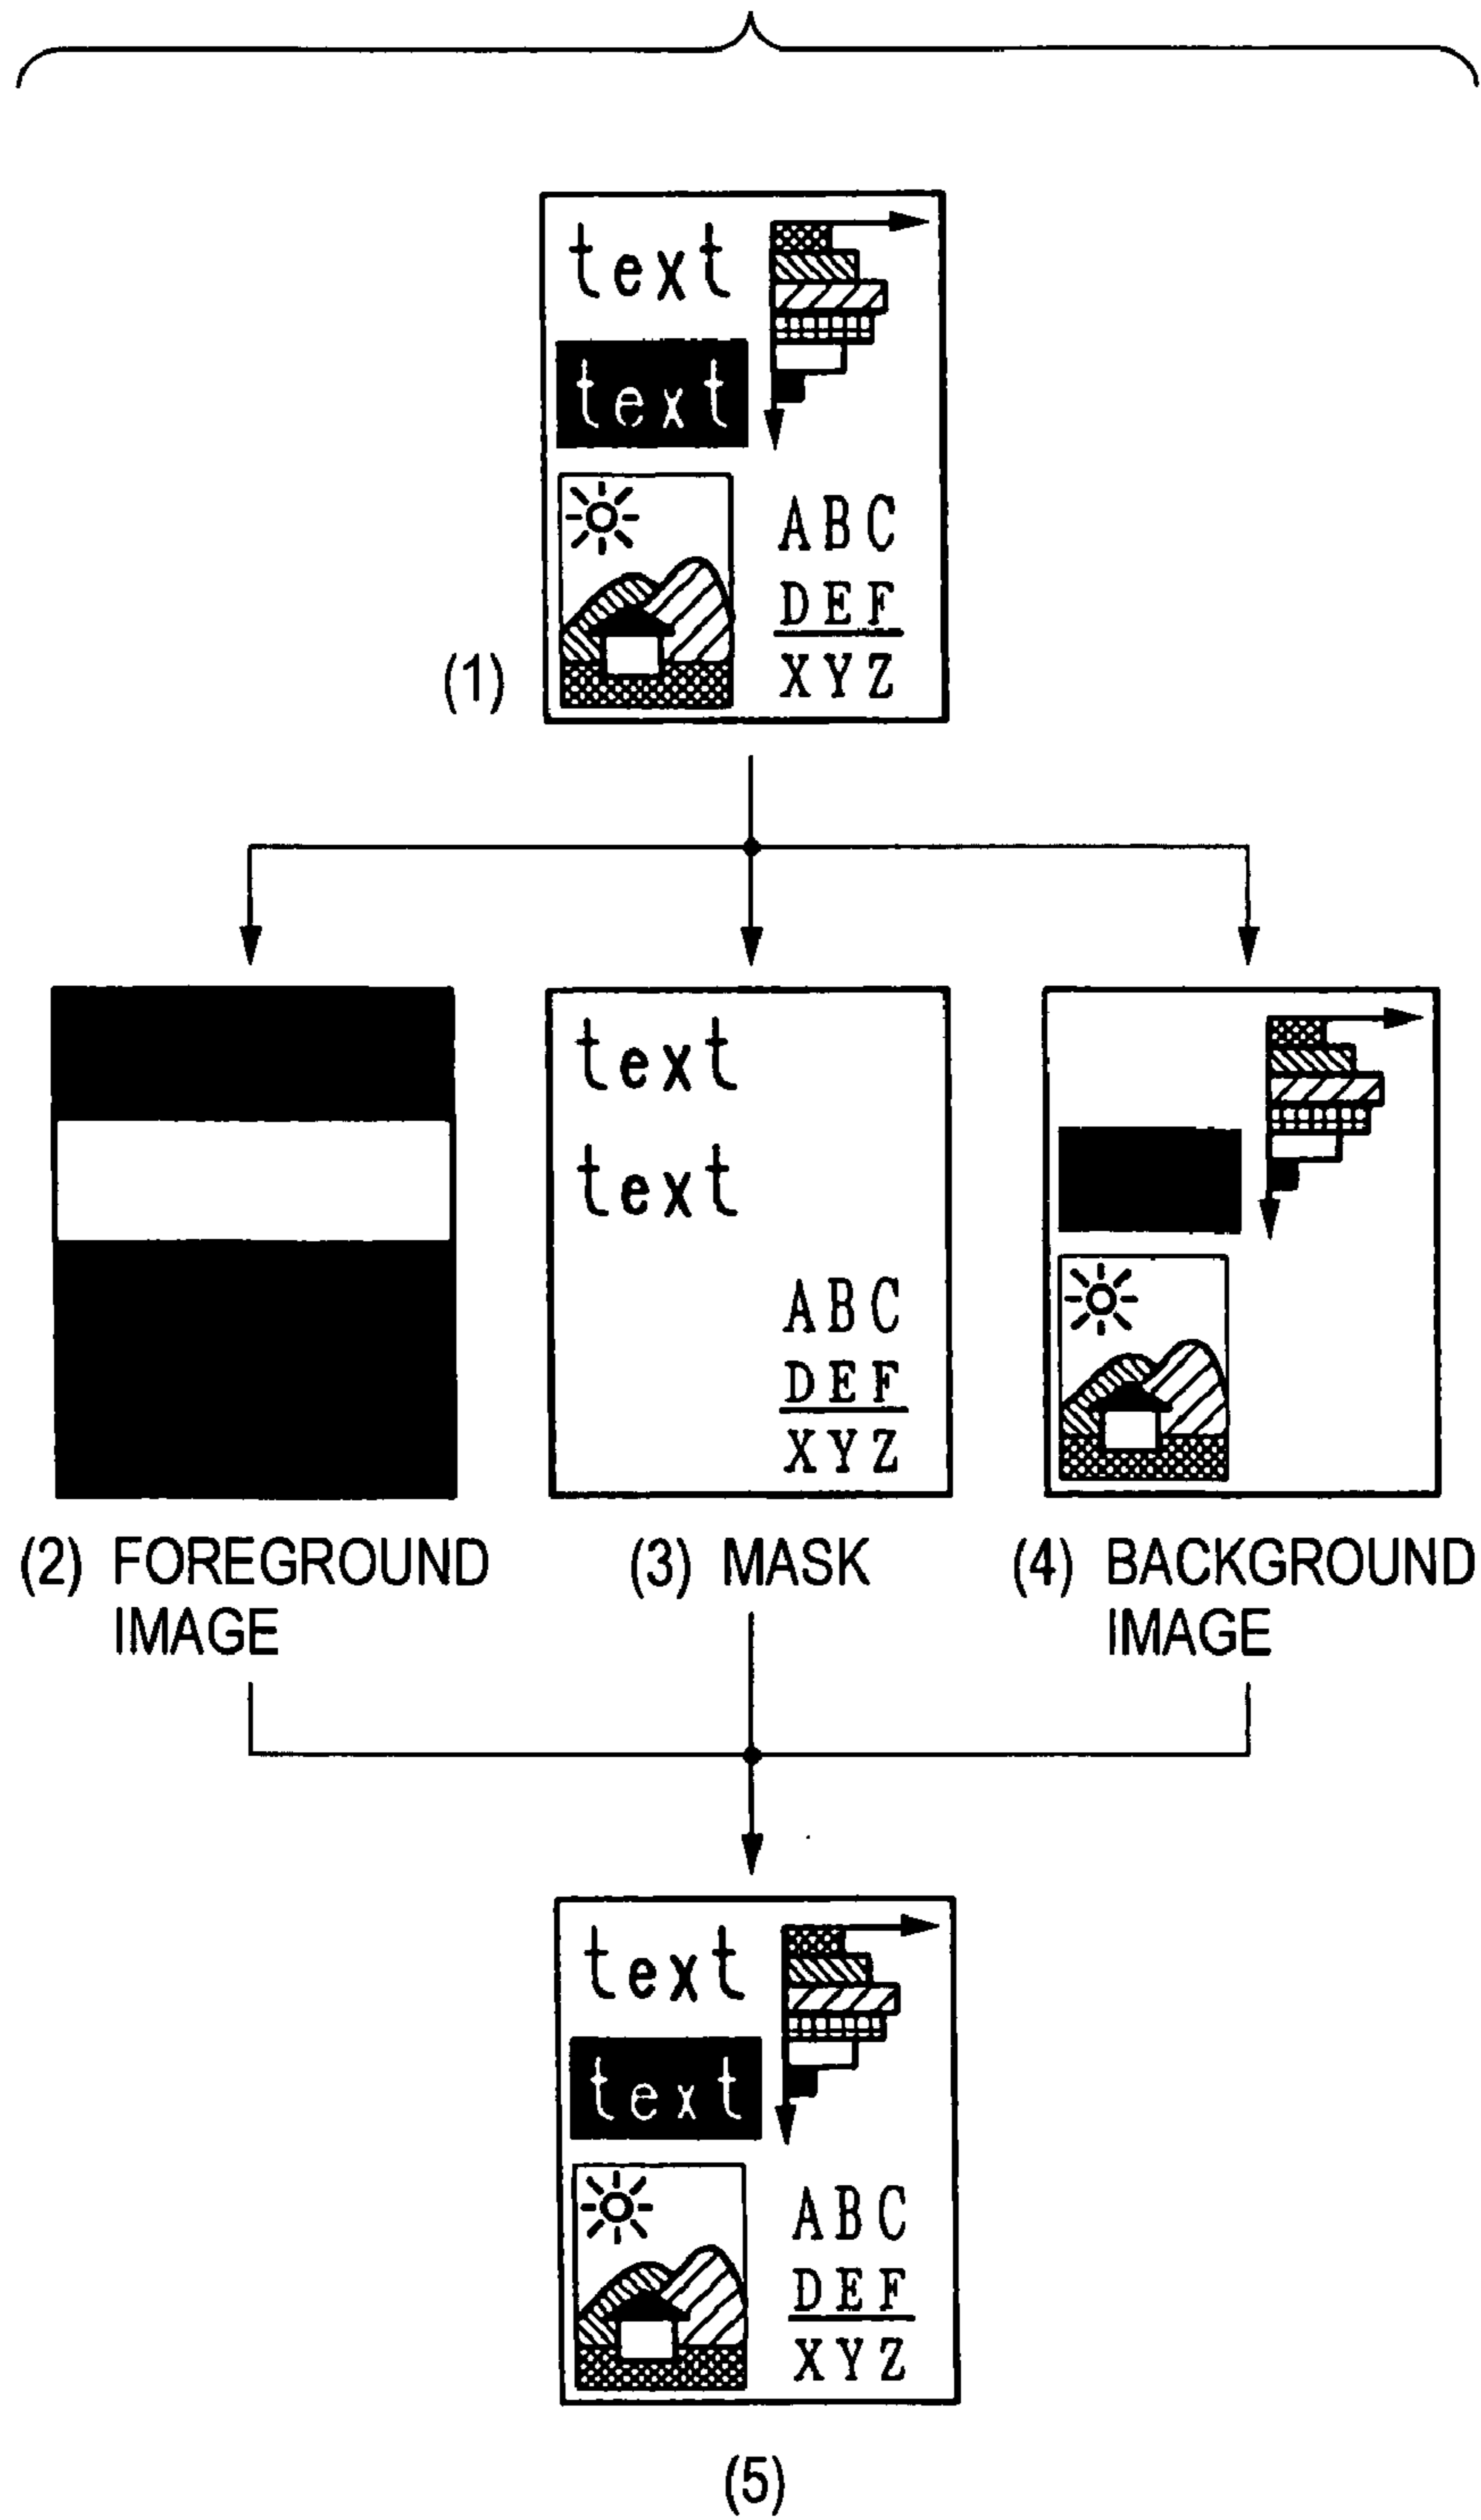 text
text
ABC
DEF
XYZ
(1)
text
text
ABC
DEF
XYZ
(2) FOREGROUND
IMAGE
(3) MASK
(4) BACKGROUND
IMAGE
text
text
ABC
DEF
XYZ
(5)